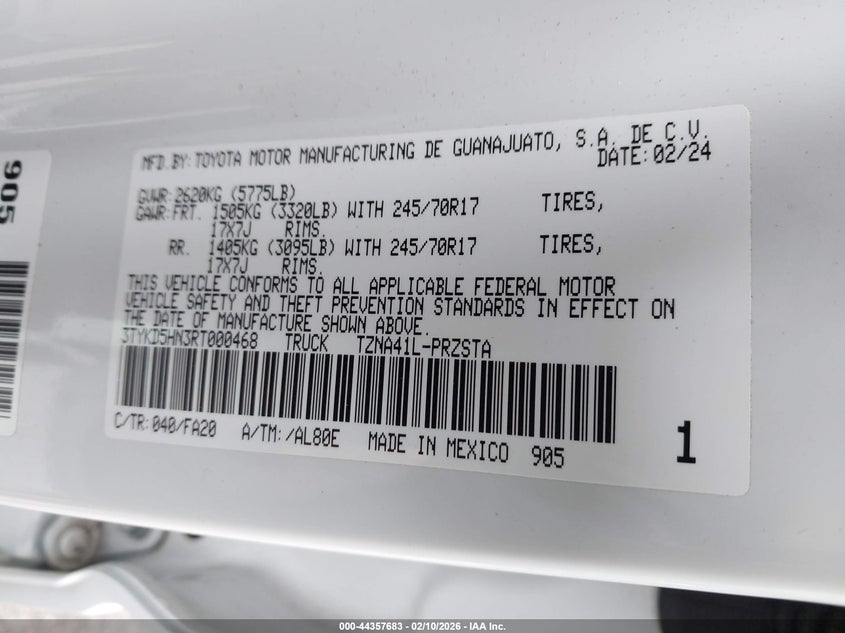 905
MFD.BY:TOYOTA MOTOR MANUFACTURING DE GUANAJUATO, S.A. DE C.V.
DATE:02/24
GVWR:2620KG (5775LB)
GAWR:FRT. 1505KG (3320LB) WITH 245/70R17 TIRES,
17X7J RIMS.
RR. 1405KG (3095LB) WITH 245/70R17 TIRES,
17X7J RIMS.
THIS VEHICLE CONFORMS TO ALL APPLICABLE FEDERAL MOTOR
VEHICLE SAFETY AND THEFT PREVENTION STANDARDS IN EFFECT ON
THE DATE OF MANUFACTURE SHOWN ABOVE.
3TYKD5HN3RT000468 TRUCK TZNA41L-PRZSTA
C/TR:040/FA20 A/TM:/AL80E MADE IN MEXICO 905
1
000-44357683 — 02/10/2026 — IAA Inc.